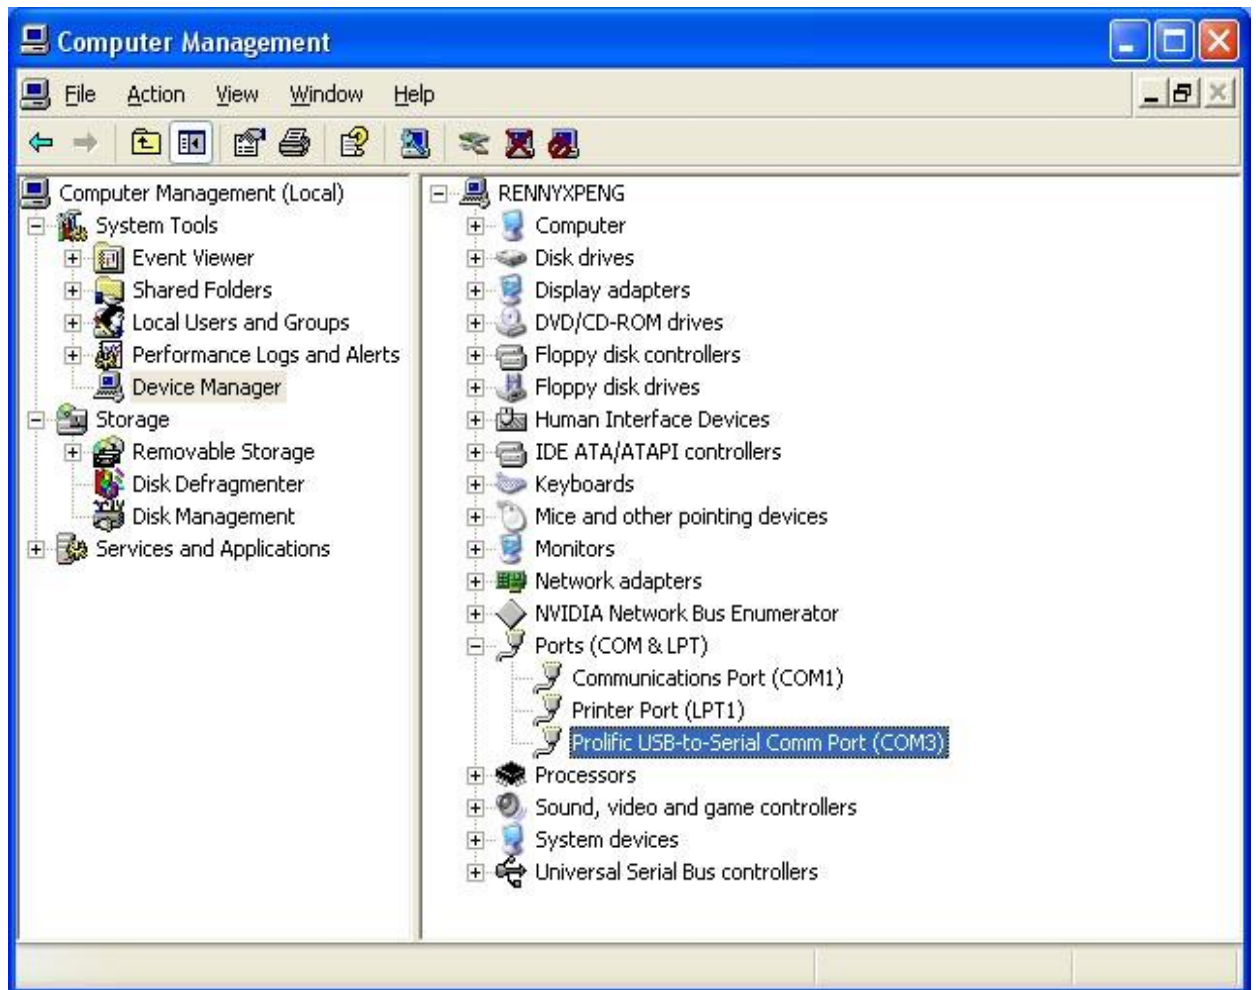 Computer Management
File Action View Window Help
Computer Management (Local)
System Tools
Event Viewer
Shared Folders
Local Users and Groups
Performance Logs and Alerts
Device Manager
Storage
Removable Storage
Disk Defragmenter
Disk Management
Services and Applications
RENNYXPENG
Computer
Disk drives
Display adapters
DVD/CD-ROM drives
Floppy disk controllers
Floppy disk drives
Human Interface Devices
IDE ATA/ATAPI controllers
Keyboards
Mice and other pointing devices
Monitors
Network adapters
NVIDIA Network Bus Enumerator
Ports (COM & LPT)
Communications Port (COM1)
Printer Port (LPT1)
Prolific USB-to-Serial Comm Port (COM3)
Processors
Sound, video and game controllers
System devices
Universal Serial Bus controllers